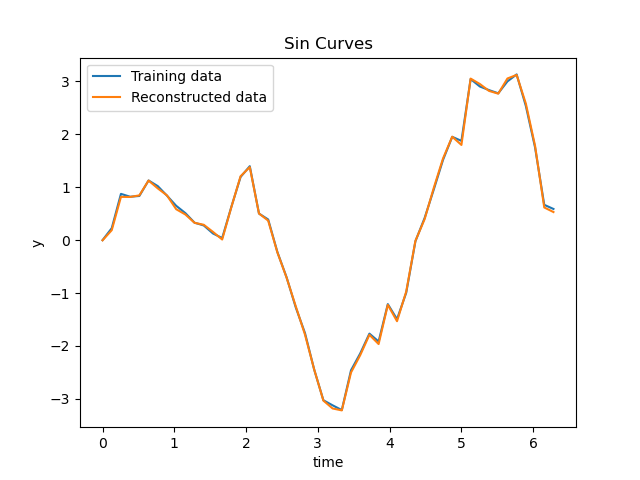 Sin Curves
Training data
Reconstructed data
3
2
1
0
−1
−2
−3
y
0 1 2 3 4 5 6
time